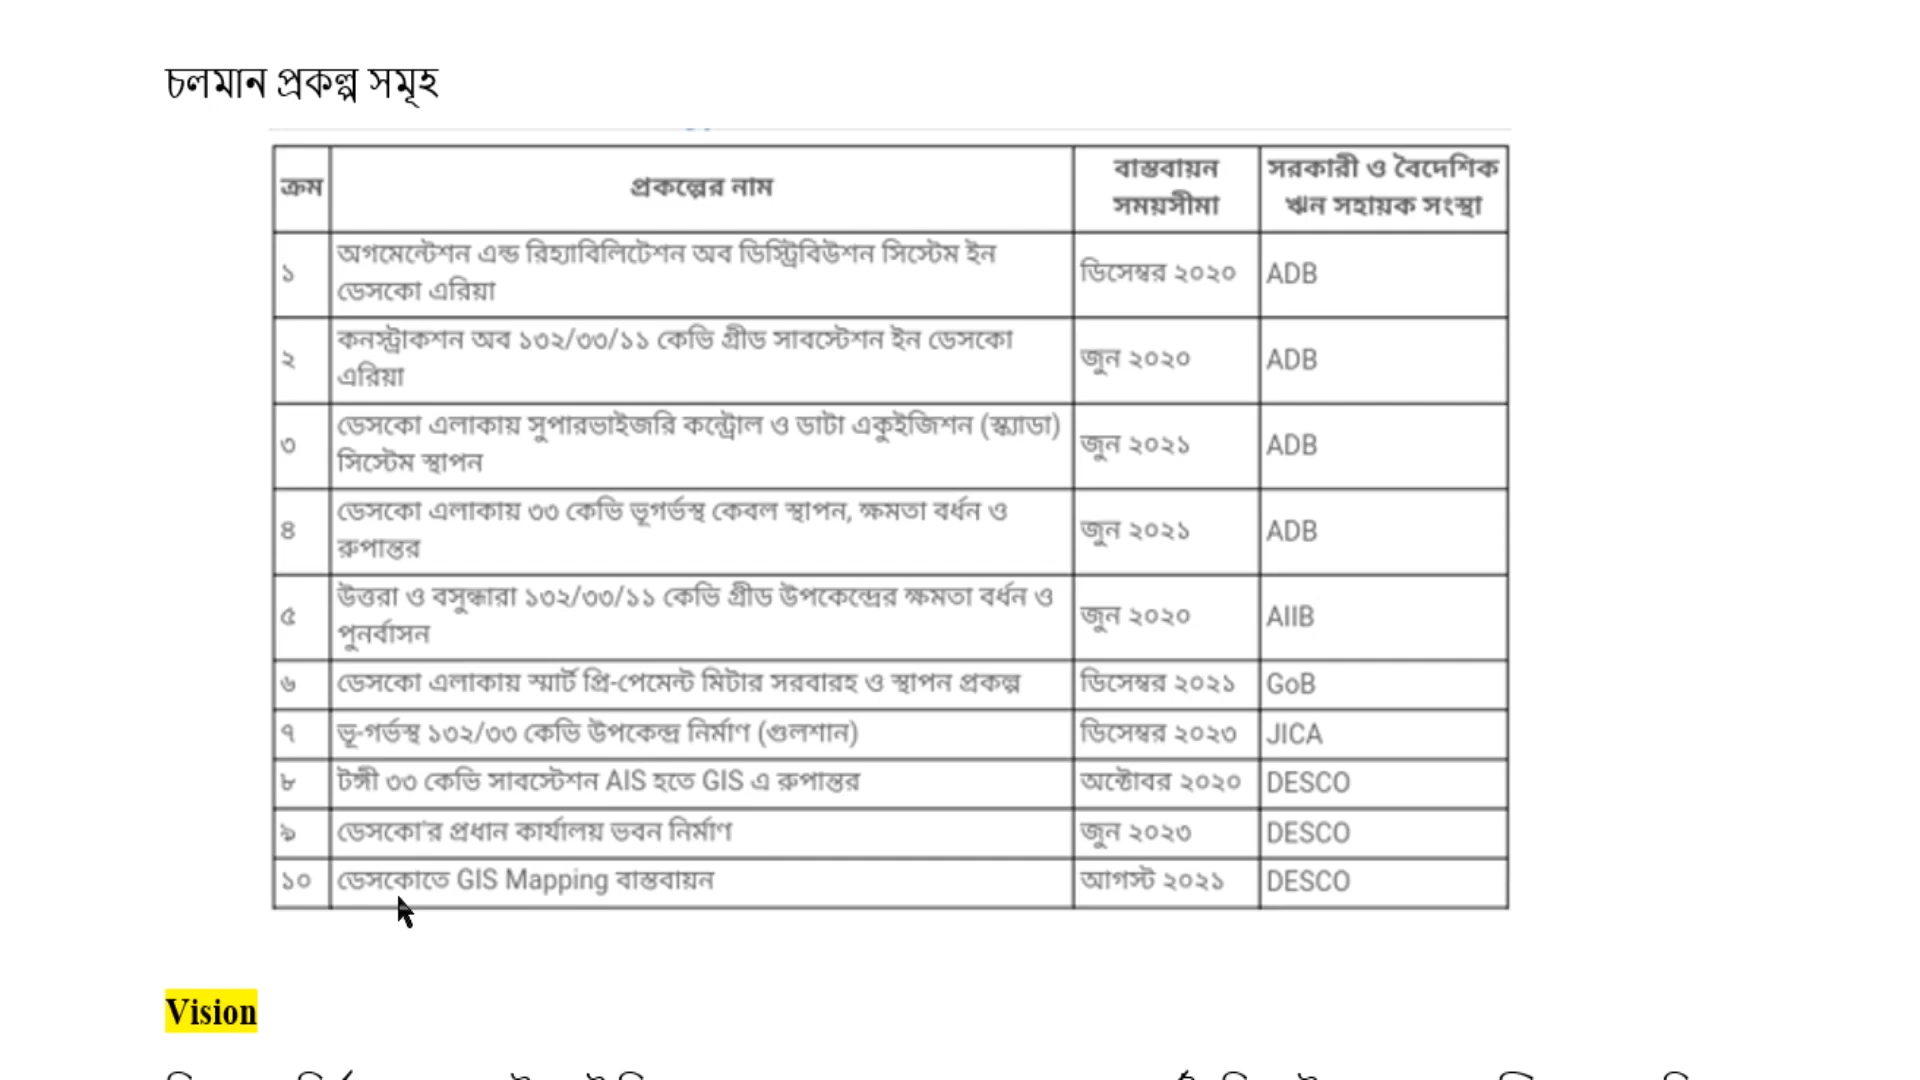 চলমান প্রকল্প সমূহ
ক্রম প্রকল্পের নাম বাস্তবায়ন সময়সীমা সরকারী ও বৈদেশিক ঋন সহায়ক সংস্থা
১ অগমেন্টেশন এন্ড রিহ্যাবিলিটেশন অব ডিস্ট্রিবিউশন সিস্টেম ইন
ডেসকো এরিয়া ডিসেম্বর ২০২০ ADB
২ কনস্ট্রাকশন অব ১৩২/৩৩/১১ কেভি গ্রীড সাবস্টেশন ইন ডেসকো
এরিয়া জুন ২০২০ ADB
৩ ডেসকো এলাকায় সুপারভাইজরি কন্ট্রোল ও ডাটা একুইজিশন (স্ক্যাডা)
সিস্টেম স্থাপন জুন ২০২১ ADB
৪ ডেসকো এলাকায় ৩৩ কেভি ভূগর্ভস্থ কেবল স্থাপন, ক্ষমতা বর্ধন ও
রুপান্তর জুন ২০২১ ADB
৫ উত্তরা ও বসুন্ধারা ১৩২/৩৩/১১ কেভি গ্রীড উপকেন্দ্রের ক্ষমতা বর্ধন ও
পুনর্বাসন জুন ২০২০ AIIB
৬ ডেসকো এলাকায় স্মার্ট প্রি-পেমেন্ট মিটার সরবারহ ও স্থাপন প্রকল্প ডিসেম্বর ২০২১ GoB
৭ ভূ-গর্ভস্থ ১৩২/৩৩ কেভি উপকেন্দ্র নির্মাণ (গুলশান) ডিসেম্বর ২০২৩ JICA
৮ টঙ্গী ৩৩ কেভি সাবস্টেশন AIS হতে GIS এ রুপান্তর অক্টোবর ২০২০ DESCO
৯ ডেসকো'র প্রধান কার্যালয় ভবন নির্মাণ জুন ২০২৩ DESCO
১০ ডেসকোতে GIS Mapping বাস্তবায়ন আগস্ট ২০২১ DESCO
Vision